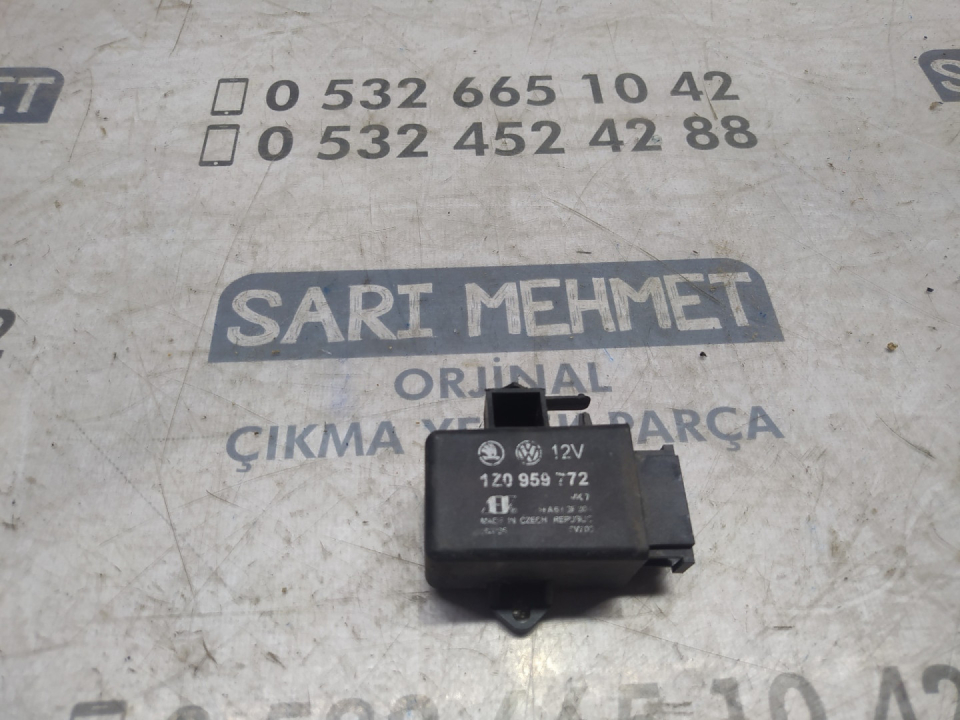 0 532 665 10 42
0 532 452 42 88
SARI MEHMET
ORJİNAL
ÇIKMA PARÇA
12V
1Z0 959 772
MADE IN CZECH REPUBLIC